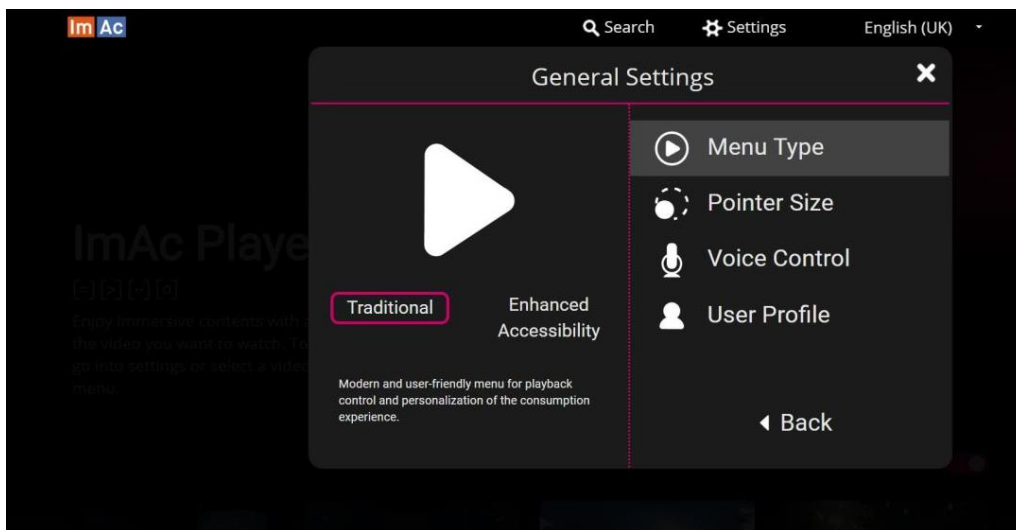 Im Ac
Search
Settings
English (UK)
General Settings
Menu Type
Pointer Size
Voice Control
User Profile
Back
Traditional
Enhanced
Accessibility
Modern and user-friendly menu for playback
control and personalization of the consumption
experience.
ImAc Playe
Enjoy immersive contents with
the video you want to watch. To
go into settings or select a video
menu.